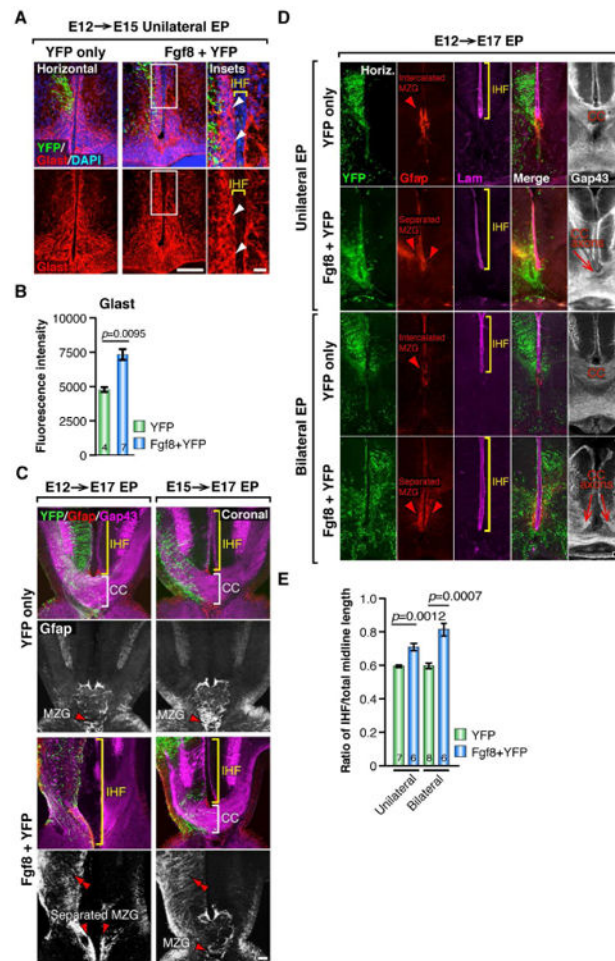 A
E12→E15 Unilateral EP
YFP only
Fgf8 + YFP
Horizontal
Insets
IHF
YFP/
Glast/DAPI
IHF
Glast
Glast
B
Glast
Fluorescence intensity
10000
7500
5000
2500
0
p=0.0095
4
7
YFP
Fgf8+YFP
C
E12→E17 EP
E15→E17 EP
YFP/Gfap/Gap43
Coronal
IHF
IHF
CC
CC
YFP only
Gfap
MZG
MZG
IHF
IHF
CC
Fgf8 + YFP
Separated MZG
MZG
D
E12→E17 EP
Unilateral EP
YFP only
Horiz.
Intercalated
MZG
IHF
CC
YFP
Gfap
Lam
Merge
Gap43
Fgf8 + YFP
Separated
MZG
IHF
CC
Bilateral EP
YFP only
Intercalated
MZG
IHF
CC
Fgf8 + YFP
Separated
MZG
IHF
CC
axons
E
Ratio of IHF/total midline length
1.0
0.8
0.6
0.4
0.2
0
p=0.0007
p=0.0012
7
6
8
6
YFP
Fgf8+YFP
Unilateral
Bilateral